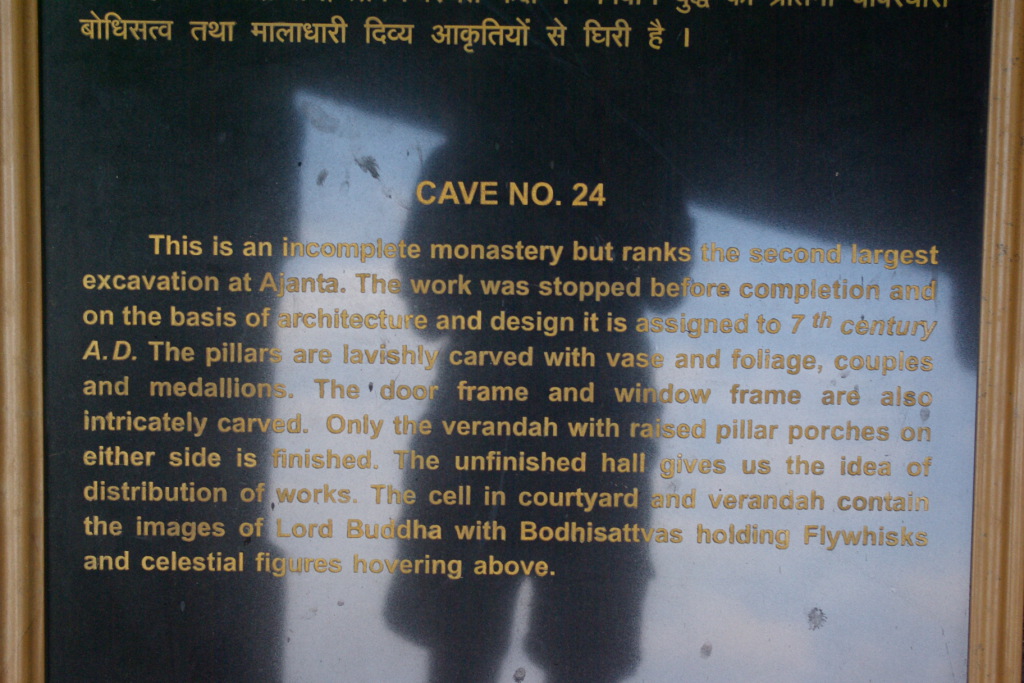 बोधिसत्व तथा मालाधारी दिव्य आकृतियों से घिरी है ।
CAVE NO. 24
This is an incomplete monastery but ranks the second largest
excavation at Ajanta. The work was stopped before completion and
on the basis of architecture and design it is assigned to 7 th century
A.D. The pillars are lavishly carved with vase and foliage, couples
and medallions. The door frame and window frame are also
intricately carved. Only the verandah with raised pillar porches on
either side is finished. The unfinished hall gives us the idea of
distribution of works. The cell in courtyard and verandah contain
the images of Lord Buddha with Bodhisattvas holding Flywhisks
and celestial figures hovering above.